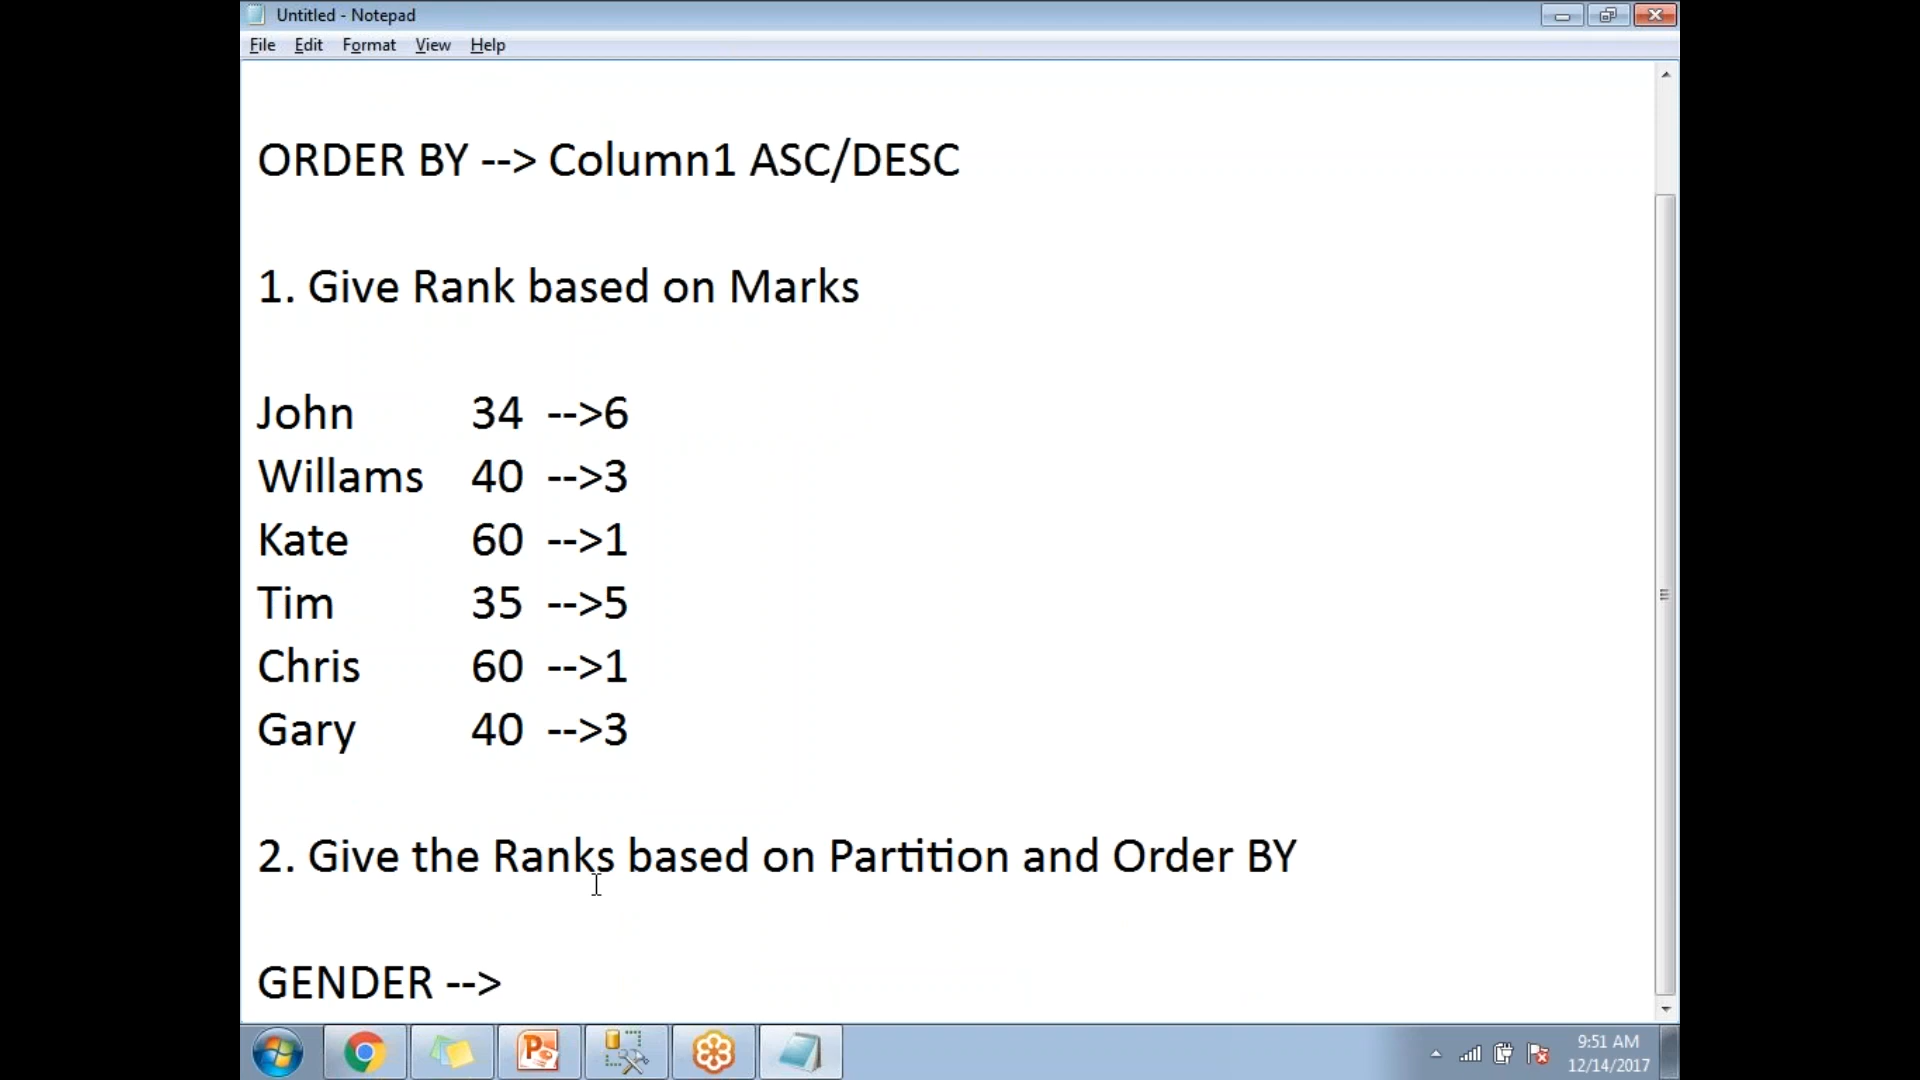 Untitled - Notepad
File Edit Format View Help
ORDER BY --> Column1 ASC/DESC
1. Give Rank based on Marks
John 34 -->6
Willams 40 -->3
Kate 60 -->1
Tim 35 -->5
Chris 60 -->1
Gary 40 -->3
2. Give the Ranks based on Partition and Order BY
GENDER -->
9:51 AM
12/14/2017